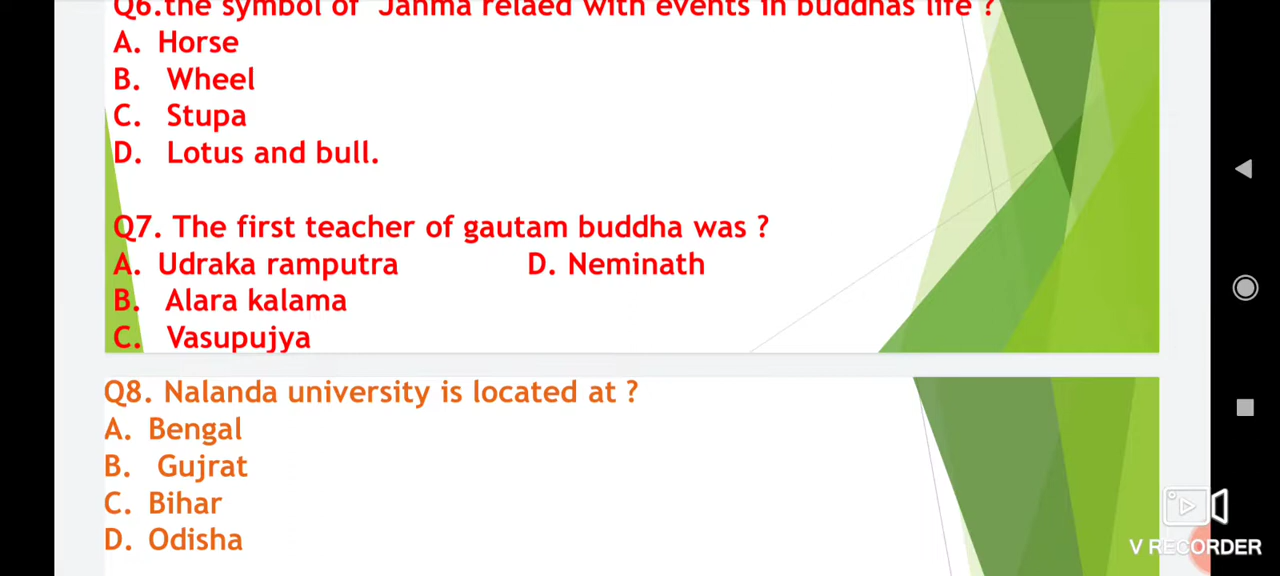 Q6.the symbol of Janma relaed with events in buddhas life ?
A. Horse
B. Wheel
C. Stupa
D. Lotus and bull.
Q7. The first teacher of gautam buddha was ?
A. Udraka ramputra D. Neminath
B. Alara kalama
C. Vasupujya
Q8. Nalanda university is located at ?
A. Bengal
B. Gujrat
C. Bihar
D. Odisha
V RECORDER